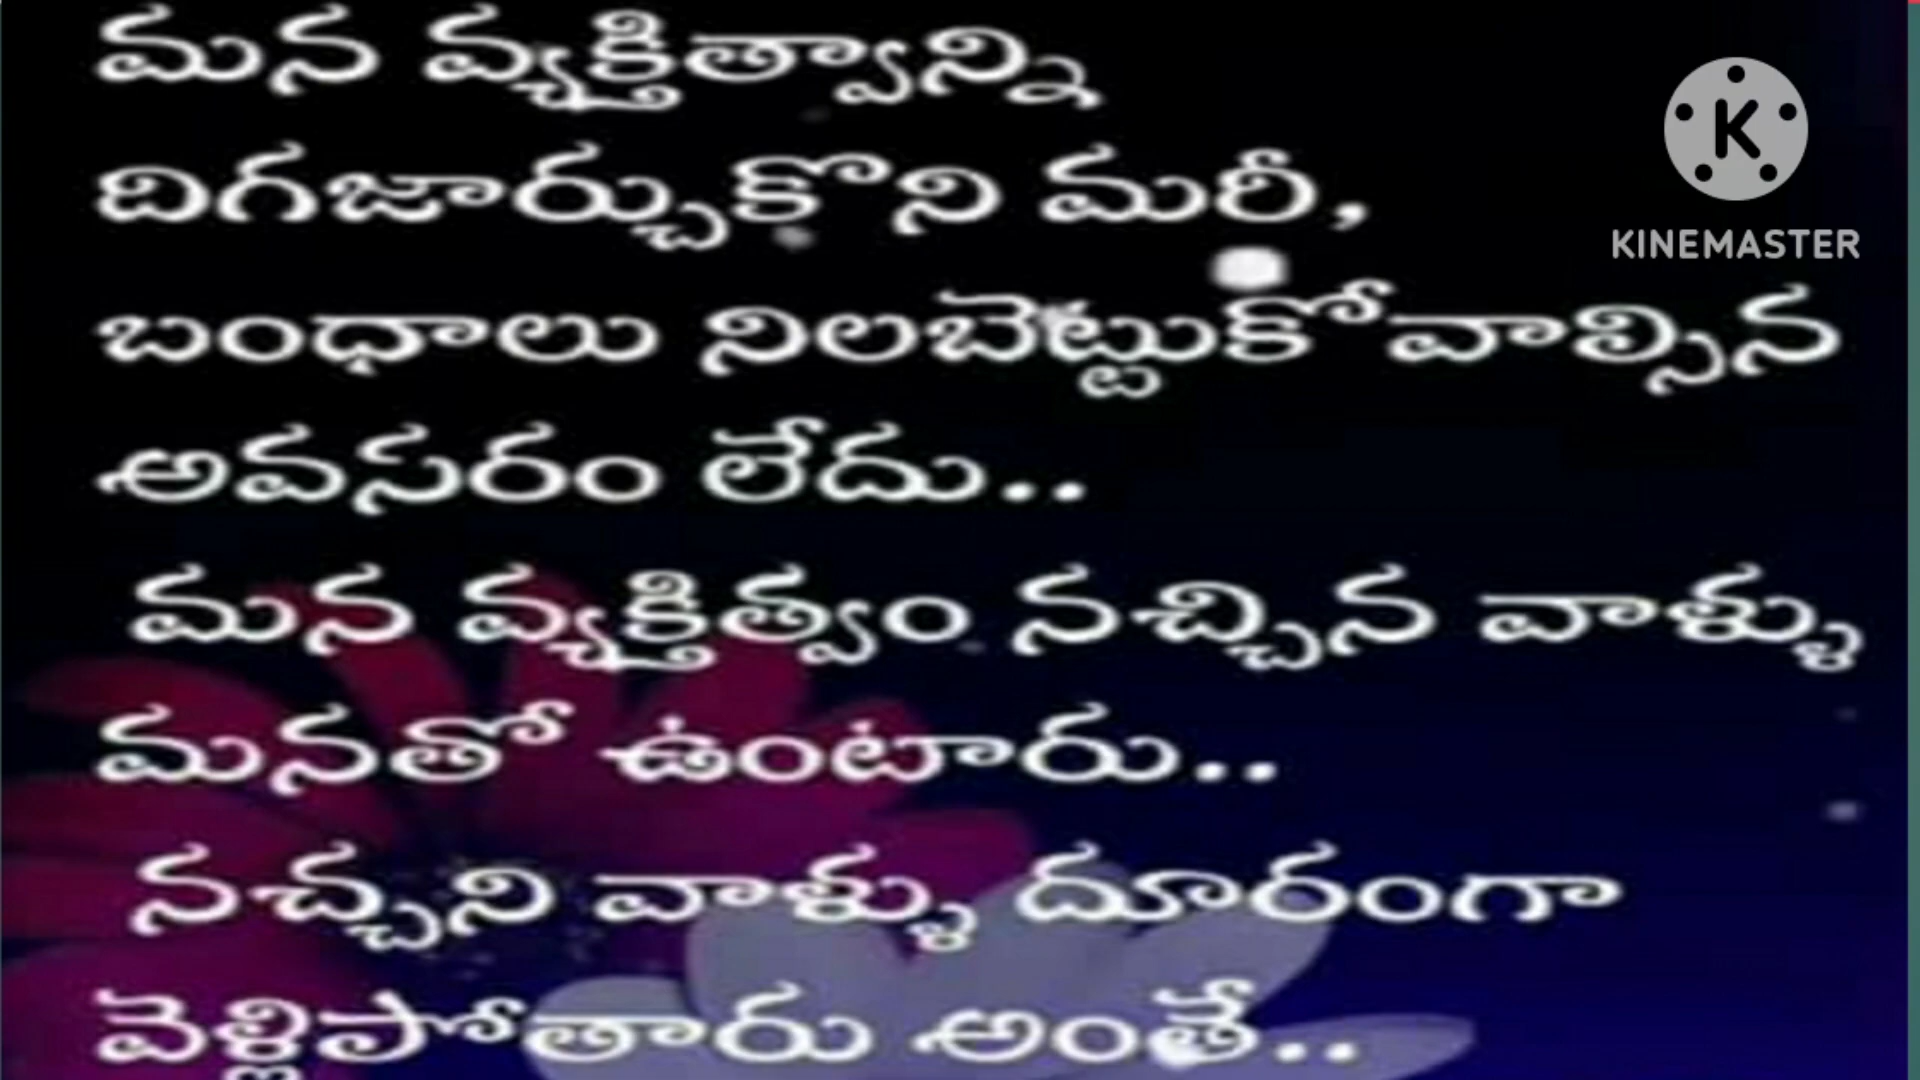 మన వ్యక్తిత్వాన్ని
దిగజార్చుకొని మరీ,
బంధాలు నిలబెట్టుకోవాల్సిన
అవసరం లేదు..
మన వ్యక్తిత్వం నచ్చిన వాళ్ళు
మనతో ఉంటారు..
నచ్చని వాళ్ళు దూరంగా
వెళ్లిపోతారు అంతే..
K
KINEMASTER